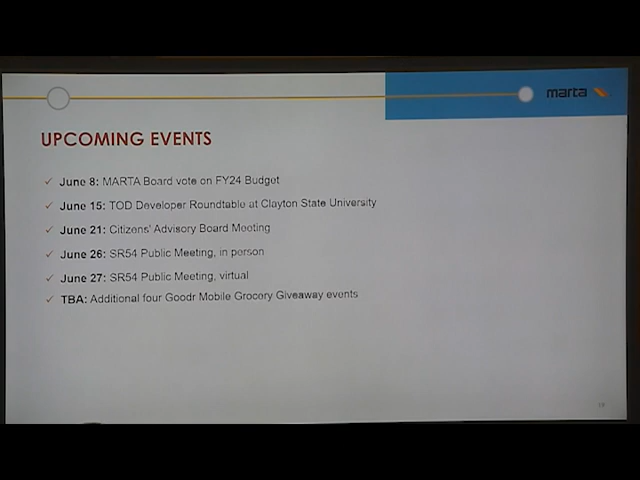 marta
UPCOMING EVENTS
✓ June 8: MARTA Board vote on FY24 Budget
✓ June 15: TOD Developer Roundtable at Clayton State University
✓ June 21: Citizens' Advisory Board Meeting
✓ June 26: SR54 Public Meeting, in person
✓ June 27: SR54 Public Meeting, virtual
✓ TBA: Additional four Goodr Mobile Grocery Giveaway events